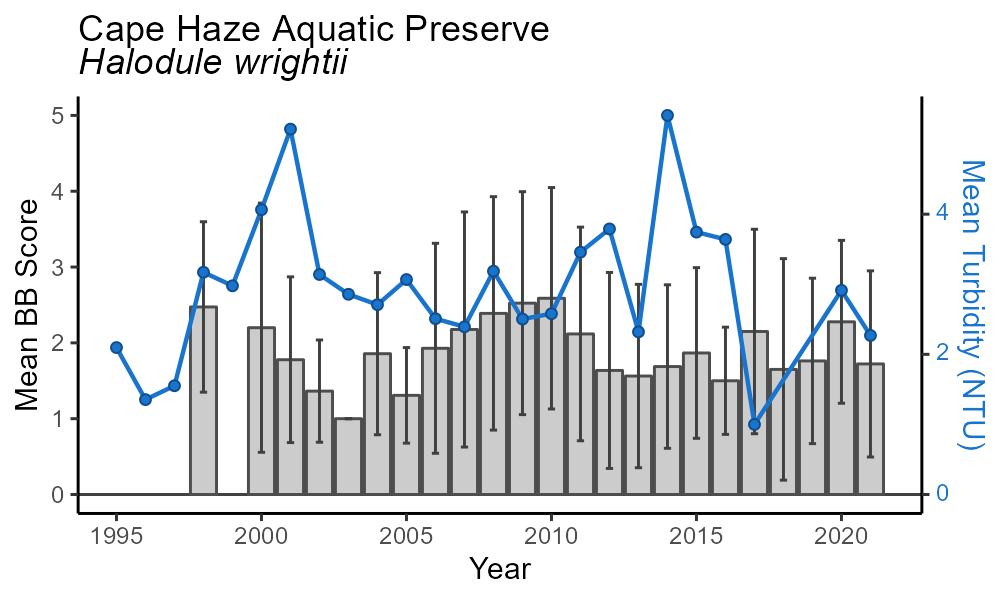 Cape Haze Aquatic Preserve
Halodule wrightii
Mean BB Score
5
4
3
2
1
0
Mean Turbidity (NTU)
4
2
0
1995 2000 2005 2010 2015 2020
Year